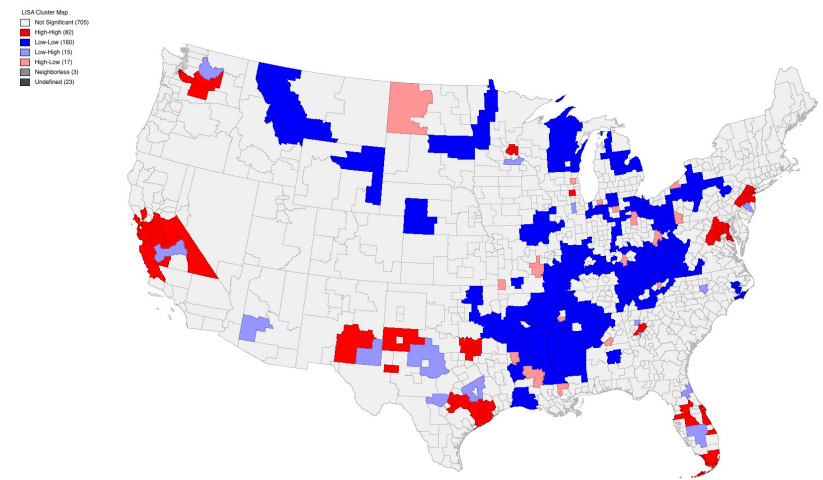 LISA Cluster Map
Not Significant (705)
High-High (82)
Low-Low (160)
Low-High (15)
High-Low (17)
Neighborless (3)
Undefined (23)